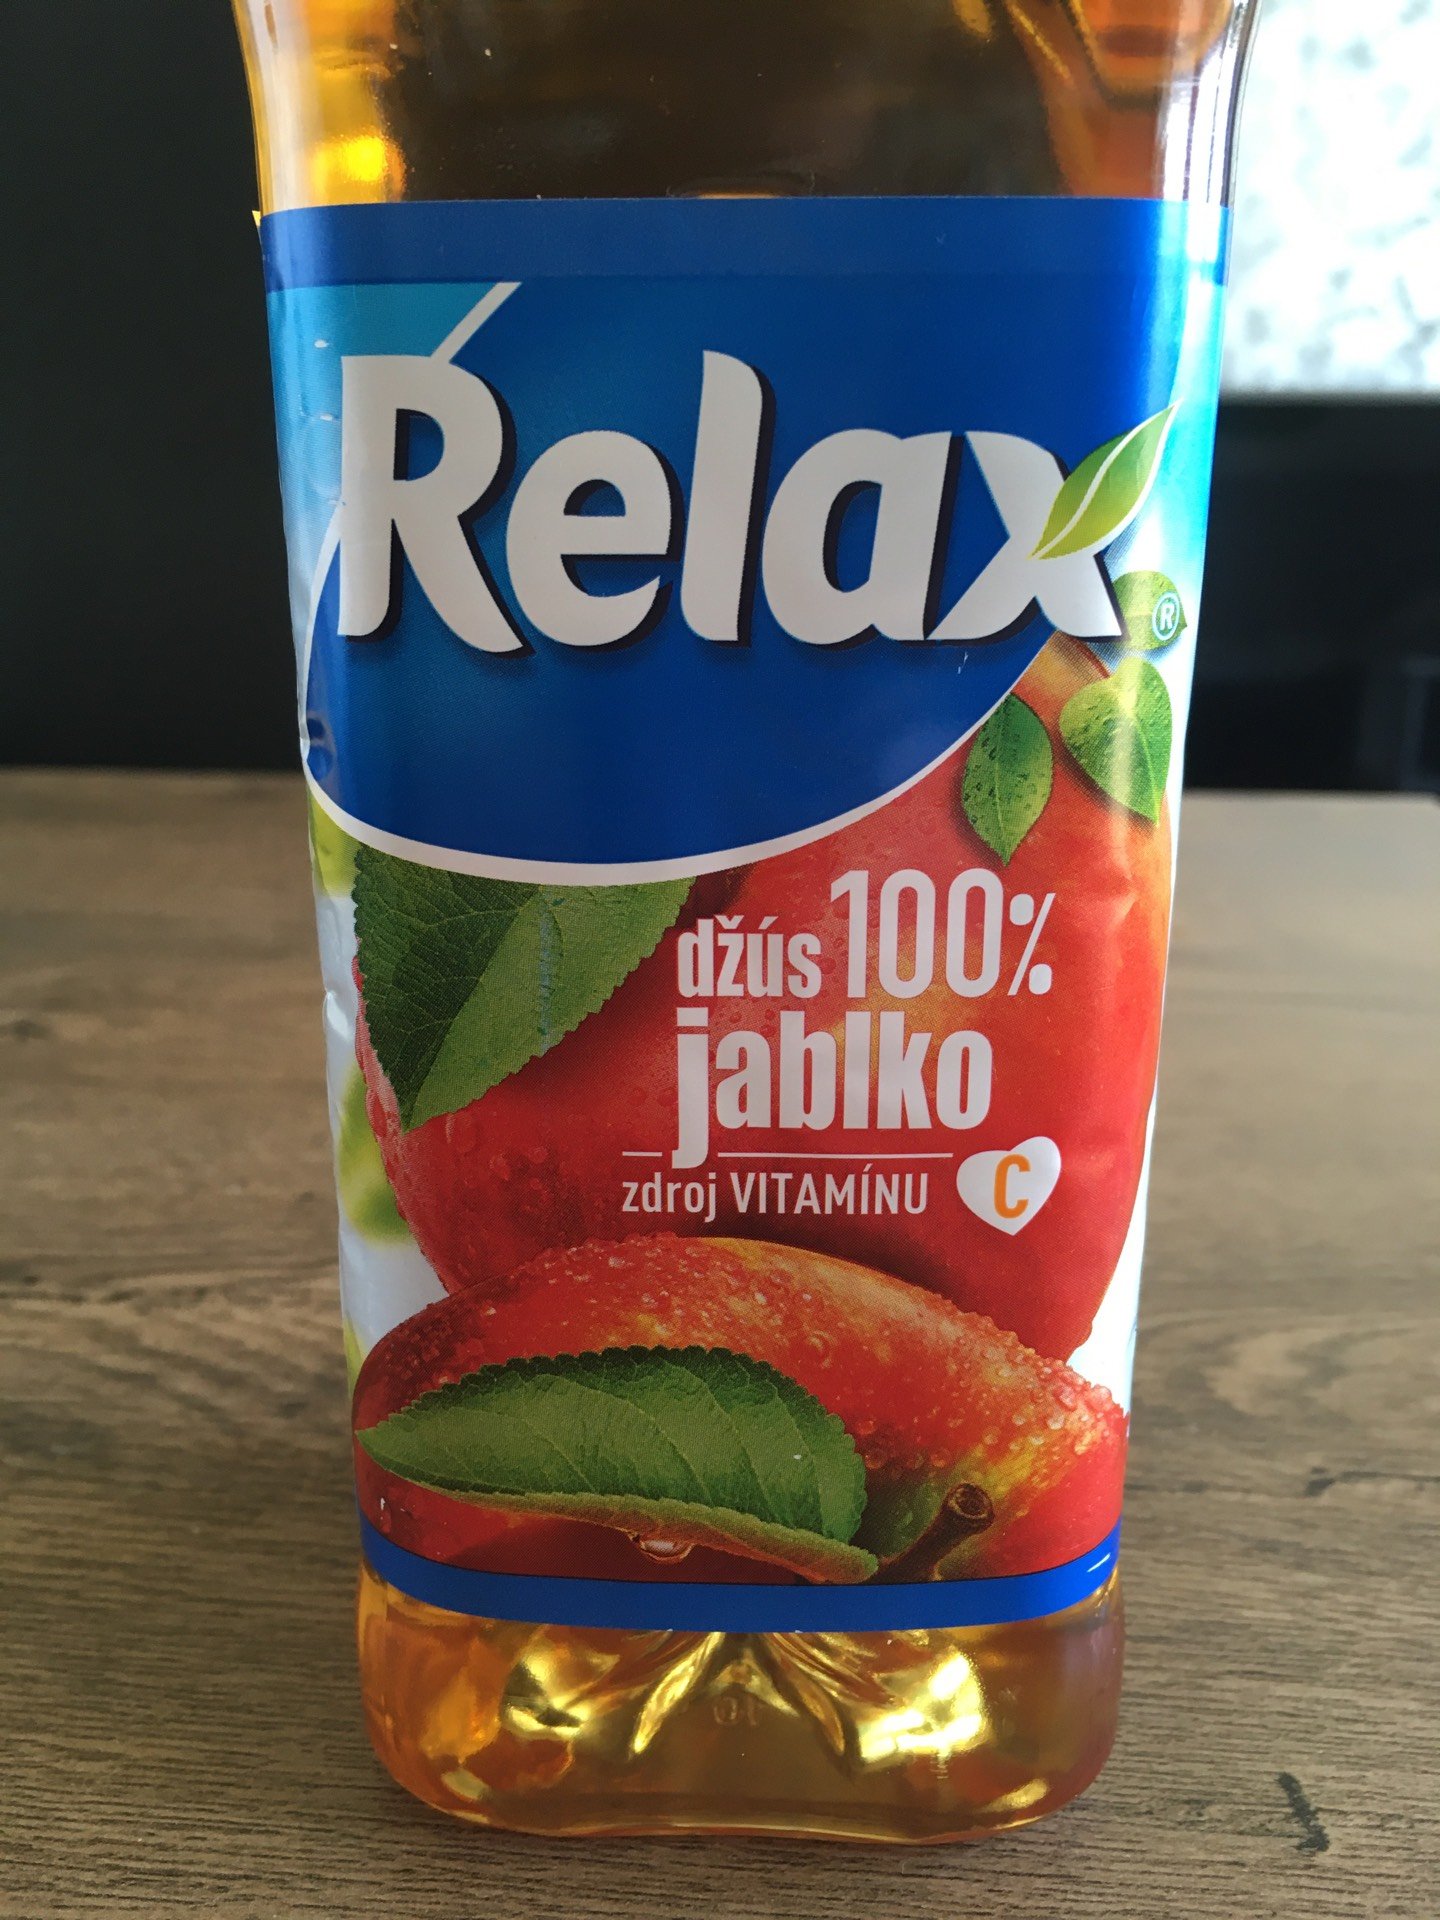 Relax
®
džús 100%
jablko
zdroj VITAMÍNU C